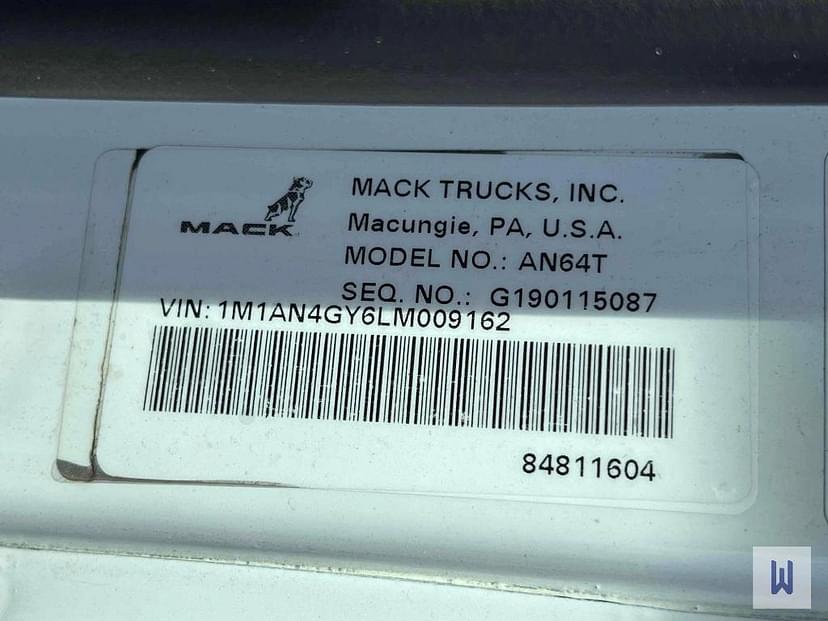 MACK
MACK TRUCKS, INC.
Macungie, PA, U.S.A.
MODEL NO.: AN64T
SEQ. NO.: G190115087
VIN: 1M1AN4GY6LM009162
84811604
W